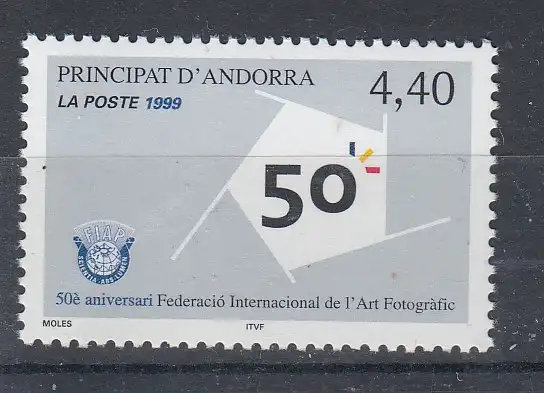 PRINCIPAT D'ANDORRA
4,40
LA POSTE 1999
50
FIAP
50è aniversari Federació Internacional de l'Art Fotogràfic
MOLES
ITVF